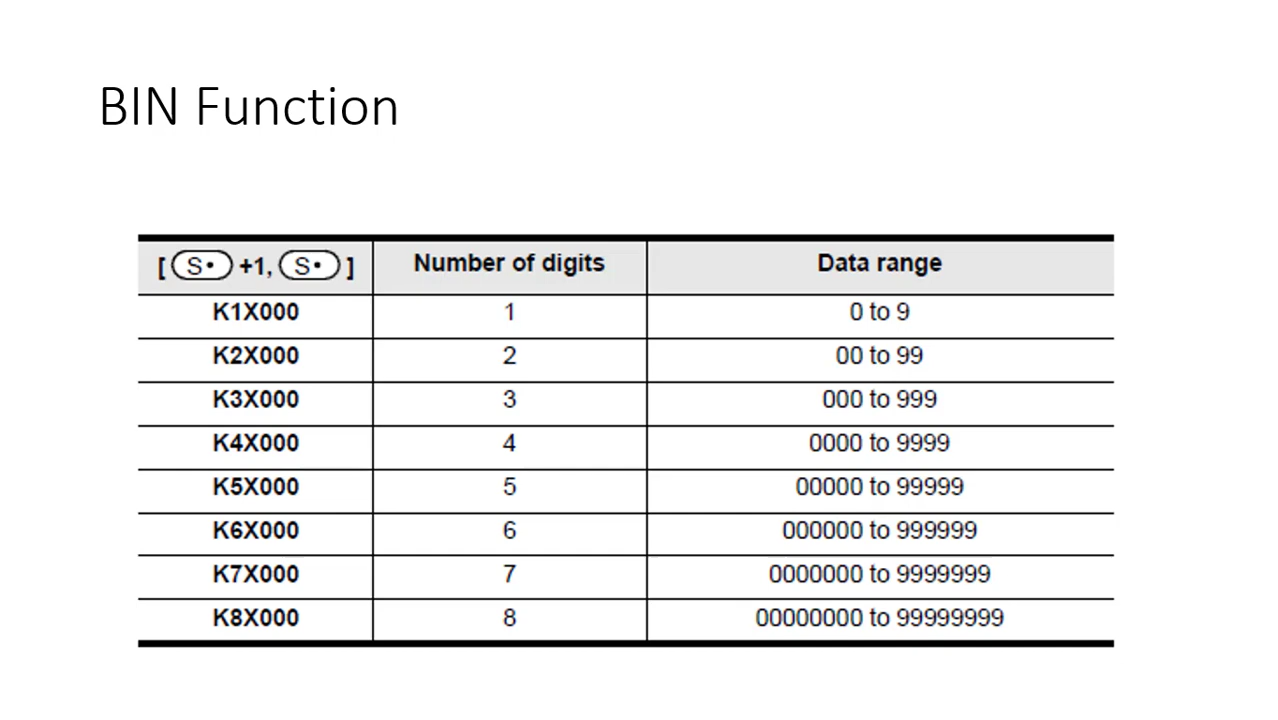 BIN Function
[ S• +1, S• ] Number of digits Data range
K1X000 1 0 to 9
K2X000 2 00 to 99
K3X000 3 000 to 999
K4X000 4 0000 to 9999
K5X000 5 00000 to 99999
K6X000 6 000000 to 999999
K7X000 7 0000000 to 9999999
K8X000 8 00000000 to 99999999